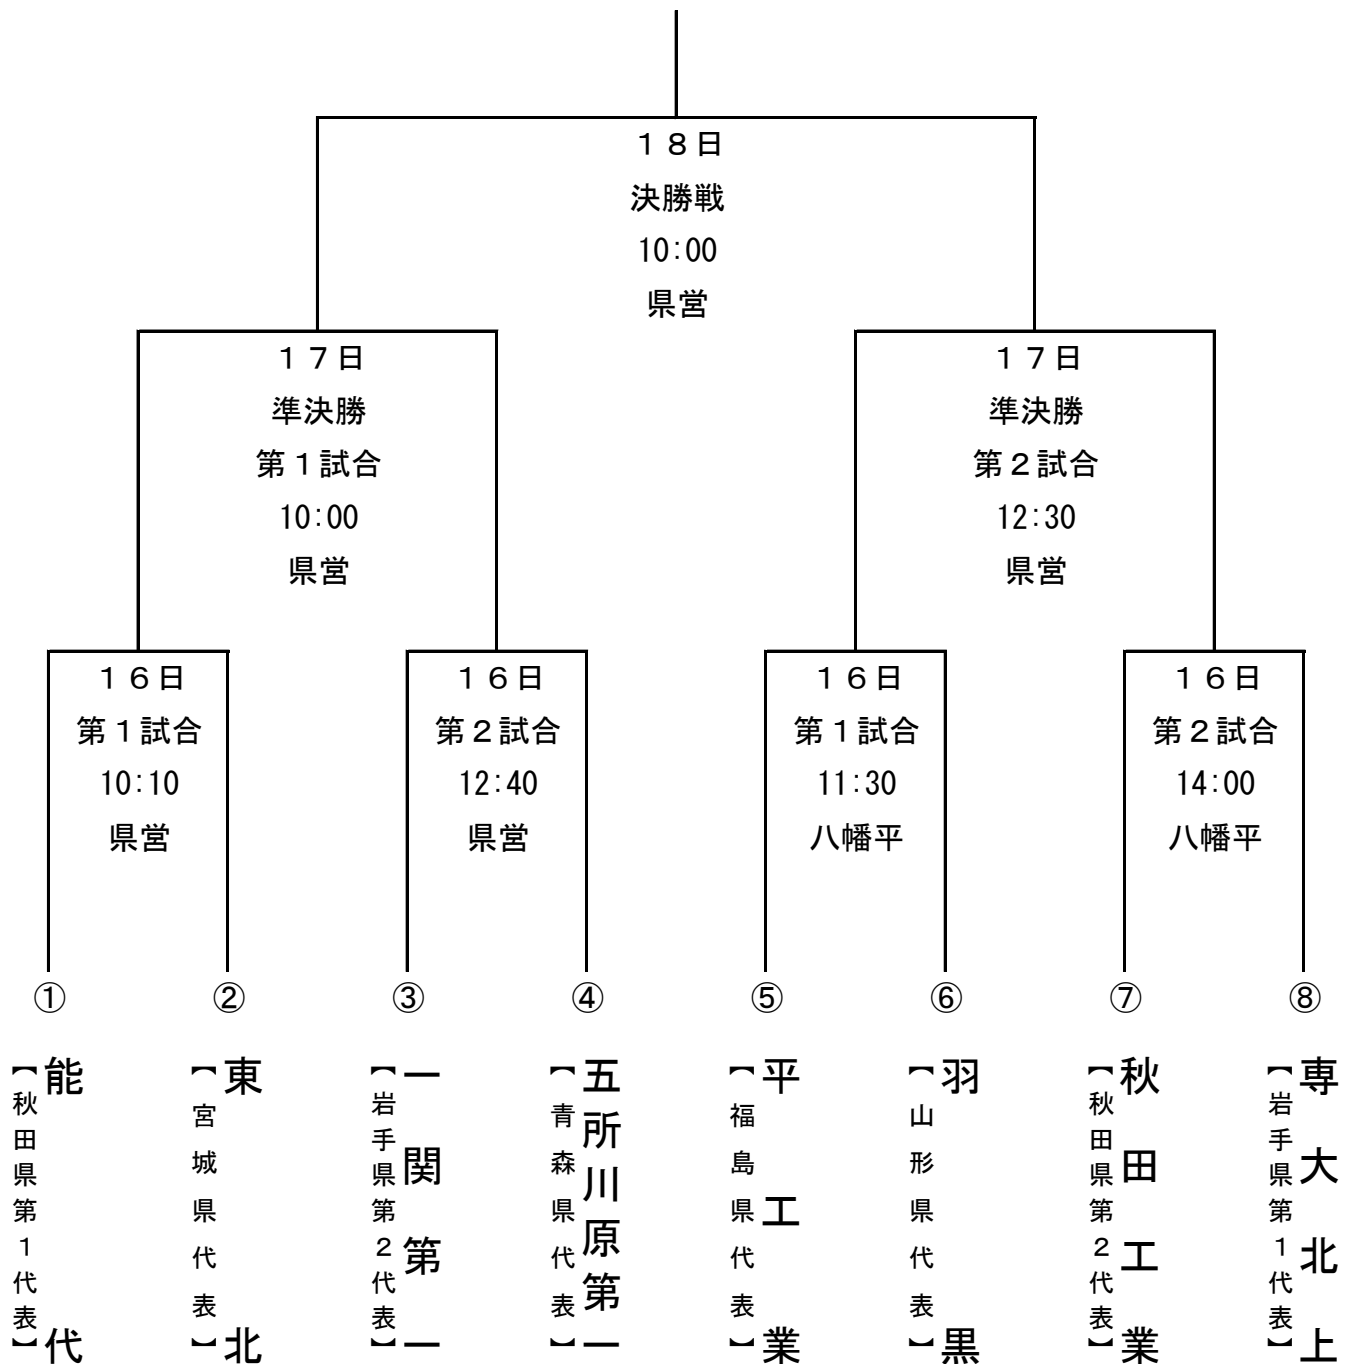 １８日
決勝戦
10:00
県営
１７日
準決勝
第１試合
10:00
県営
１７日
準決勝
第２試合
12:30
県営
１６日
第１試合
10:10
県営
１６日
第２試合
12:40
県営
１６日
第１試合
11:30
八幡平
１６日
第２試合
14:00
八幡平
①
能代
【秋田県第１代表】
②
東北
【宮城県代表】
③
一関第一
【岩手県第２代表】
④
五所川原第一
【青森県代表】
⑤
平工業
【福島県代表】
⑥
羽黒
【山形県代表】
⑦
秋田工業
【秋田県第２代表】
⑧
専大北上
【岩手県第１代表】